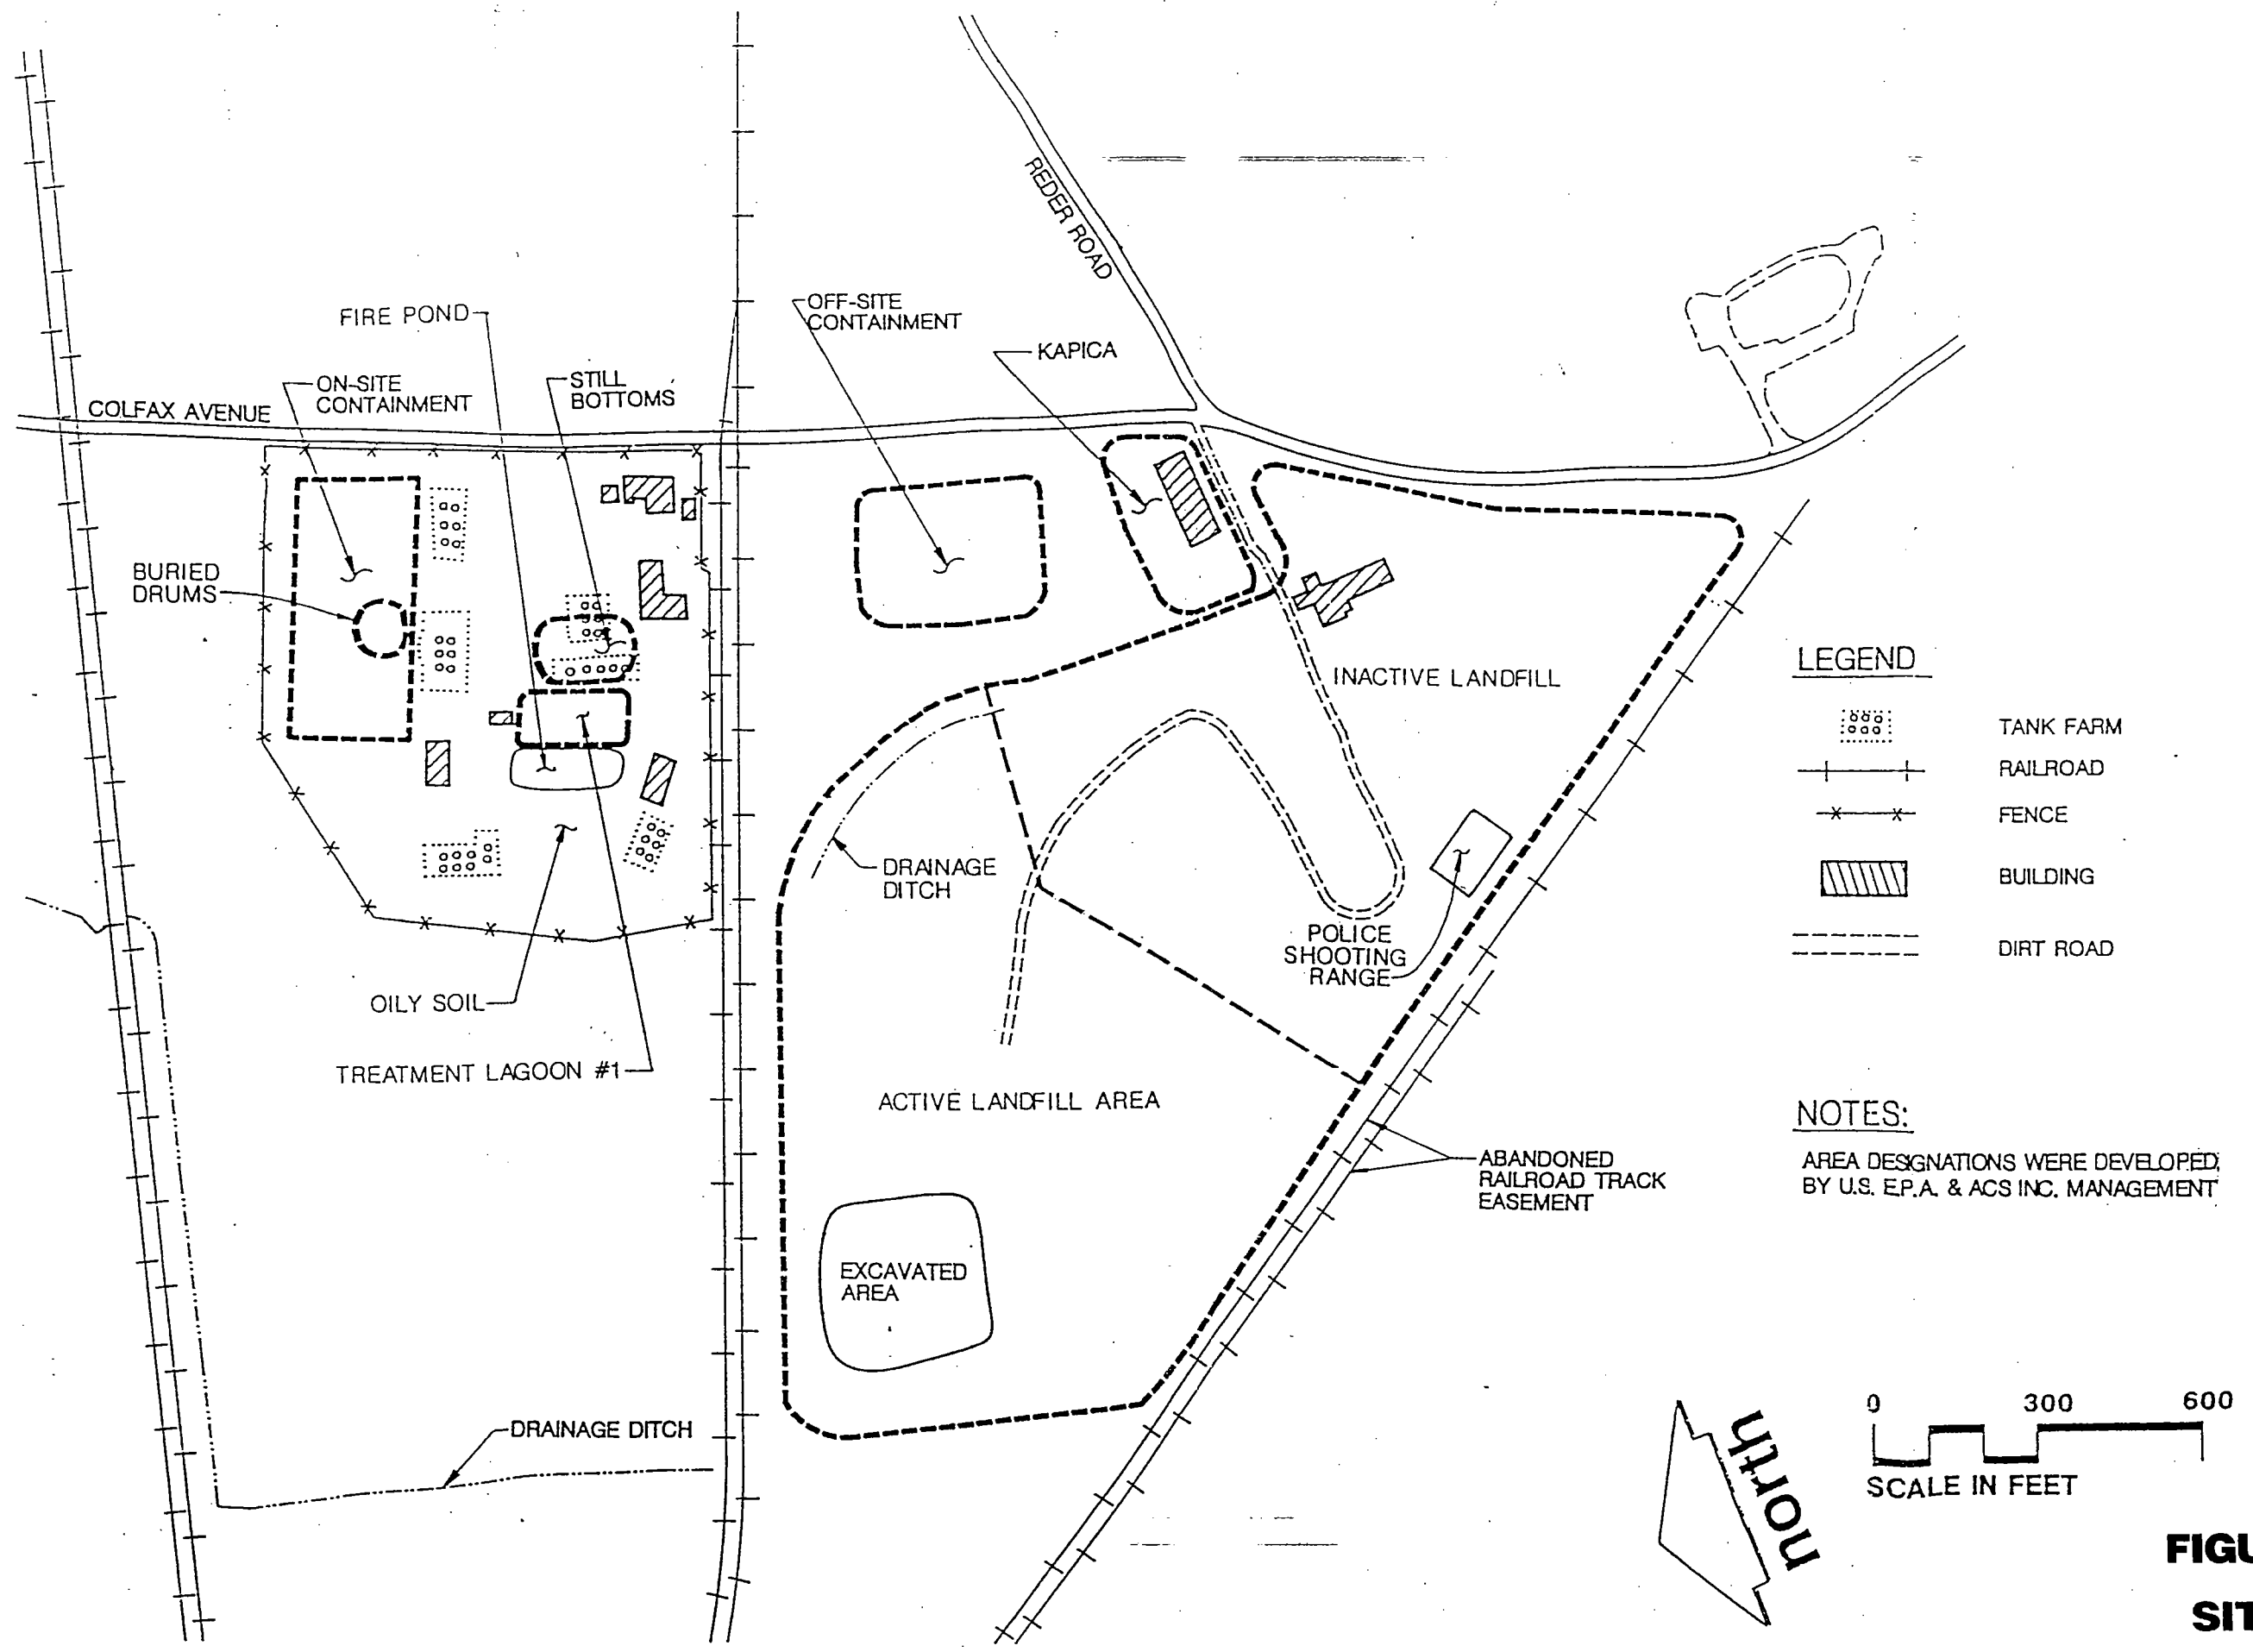 REDER ROAD
FIRE POND
OFF-SITE
CONTAINMENT
KAPICA
ON-SITE
CONTAINMENT
STILL
BOTTOMS
COLFAX AVENUE
BURIED
DRUMS
INACTIVE LANDFILL
DRAINAGE
DITCH
POLICE
SHOOTING
RANGE
OILY SOIL
TREATMENT LAGOON #1
ACTIVE LANDFILL AREA
ABANDONED
RAILROAD TRACK
EASEMENT
EXCAVATED
AREA
DRAINAGE DITCH
LEGEND
TANK FARM
RAILROAD
FENCE
BUILDING
DIRT ROAD
NOTES:
AREA DESIGNATIONS WERE DEVELOPED
BY U.S. E.P.A. & ACS INC. MANAGEMENT
north
0 300 600
SCALE IN FEET
FIGU
SIT